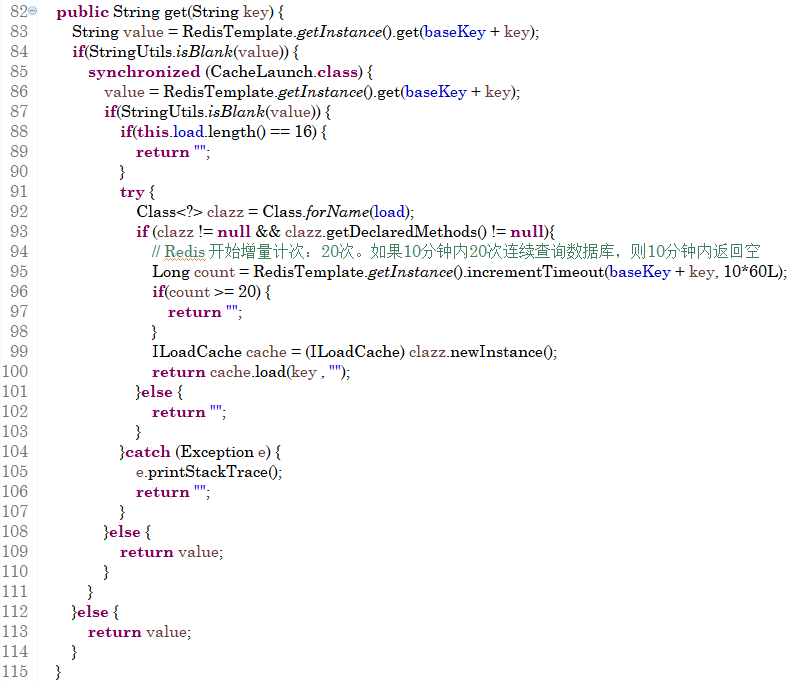 82 public String get(String key) {
83 String value = RedisTemplate.getInstance().get(baseKey + key);
84 if(StringUtils.isBlank(value)) {
85 synchronized (CacheLaunch.class) {
86 value = RedisTemplate.getInstance().get(baseKey + key);
87 if(StringUtils.isBlank(value)) {
88 if(this.load.length() == 16) {
89 return "";
90 }
91 try {
92 Class<?> clazz = Class.forName(load);
93 if (clazz != null && clazz.getDeclaredMethods() != null){
94 // Redis 开始增量计次：20次。如果10分钟内20次连续查询数据库，则10分钟内返回空
95 Long count = RedisTemplate.getInstance().incrementTimeout(baseKey + key, 10*60L);
96 if(count >= 20) {
97 return "";
98 }
99 ILoadCache cache = (ILoadCache) clazz.newInstance();
100 return cache.load(key , "");
101 }else {
102 return "";
103 }
104 }catch (Exception e) {
105 e.printStackTrace();
106 return "";
107 }
108 }else {
109 return value;
110 }
111 }
112 }else {
113 return value;
114 }
115 }